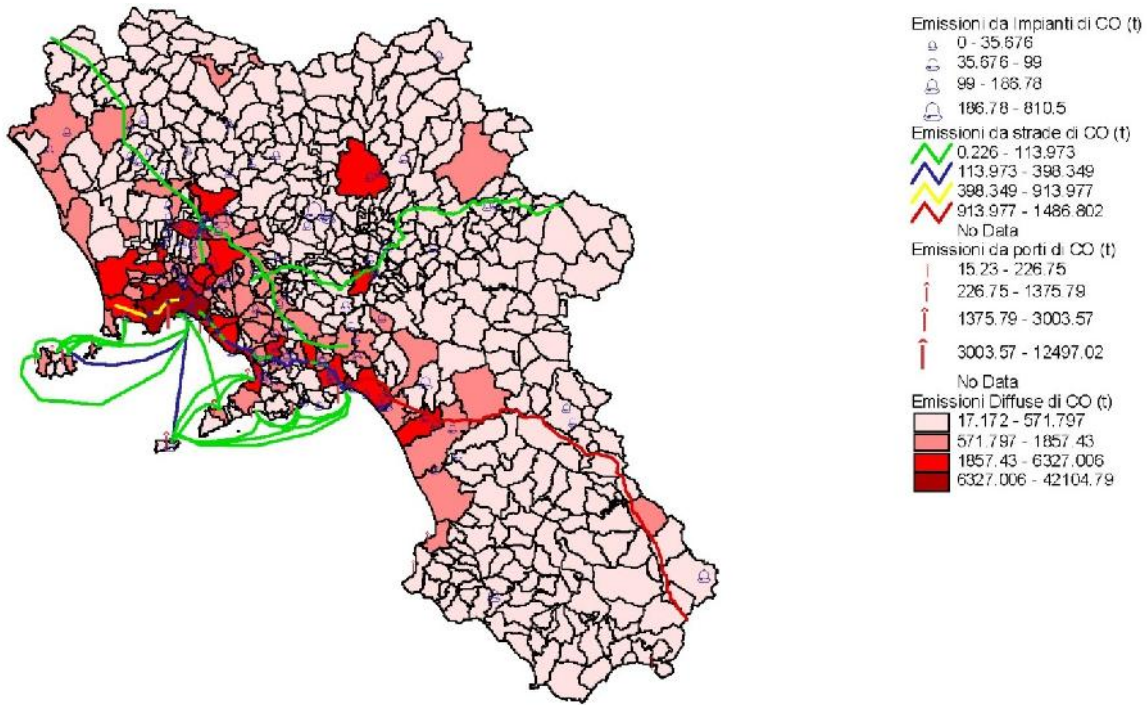 Emissioni da Impianti di CO (t)
0 - 35.676
35.676 - 99
99 - 186.78
186.78 - 810.5
Emissioni da strade di CO (t)
0.226 - 113.973
113.973 - 398.349
398.349 - 913.977
913.977 - 1486.802
No Data
Emissioni da porti di CO (t)
15.23 - 226.75
226.75 - 1375.79
1375.79 - 3003.57
3003.57 - 12497.02
No Data
Emissioni Diffuse di CO (t)
17.172 - 571.797
571.797 - 1857.43
1857.43 - 6327.006
6327.006 - 42104.79